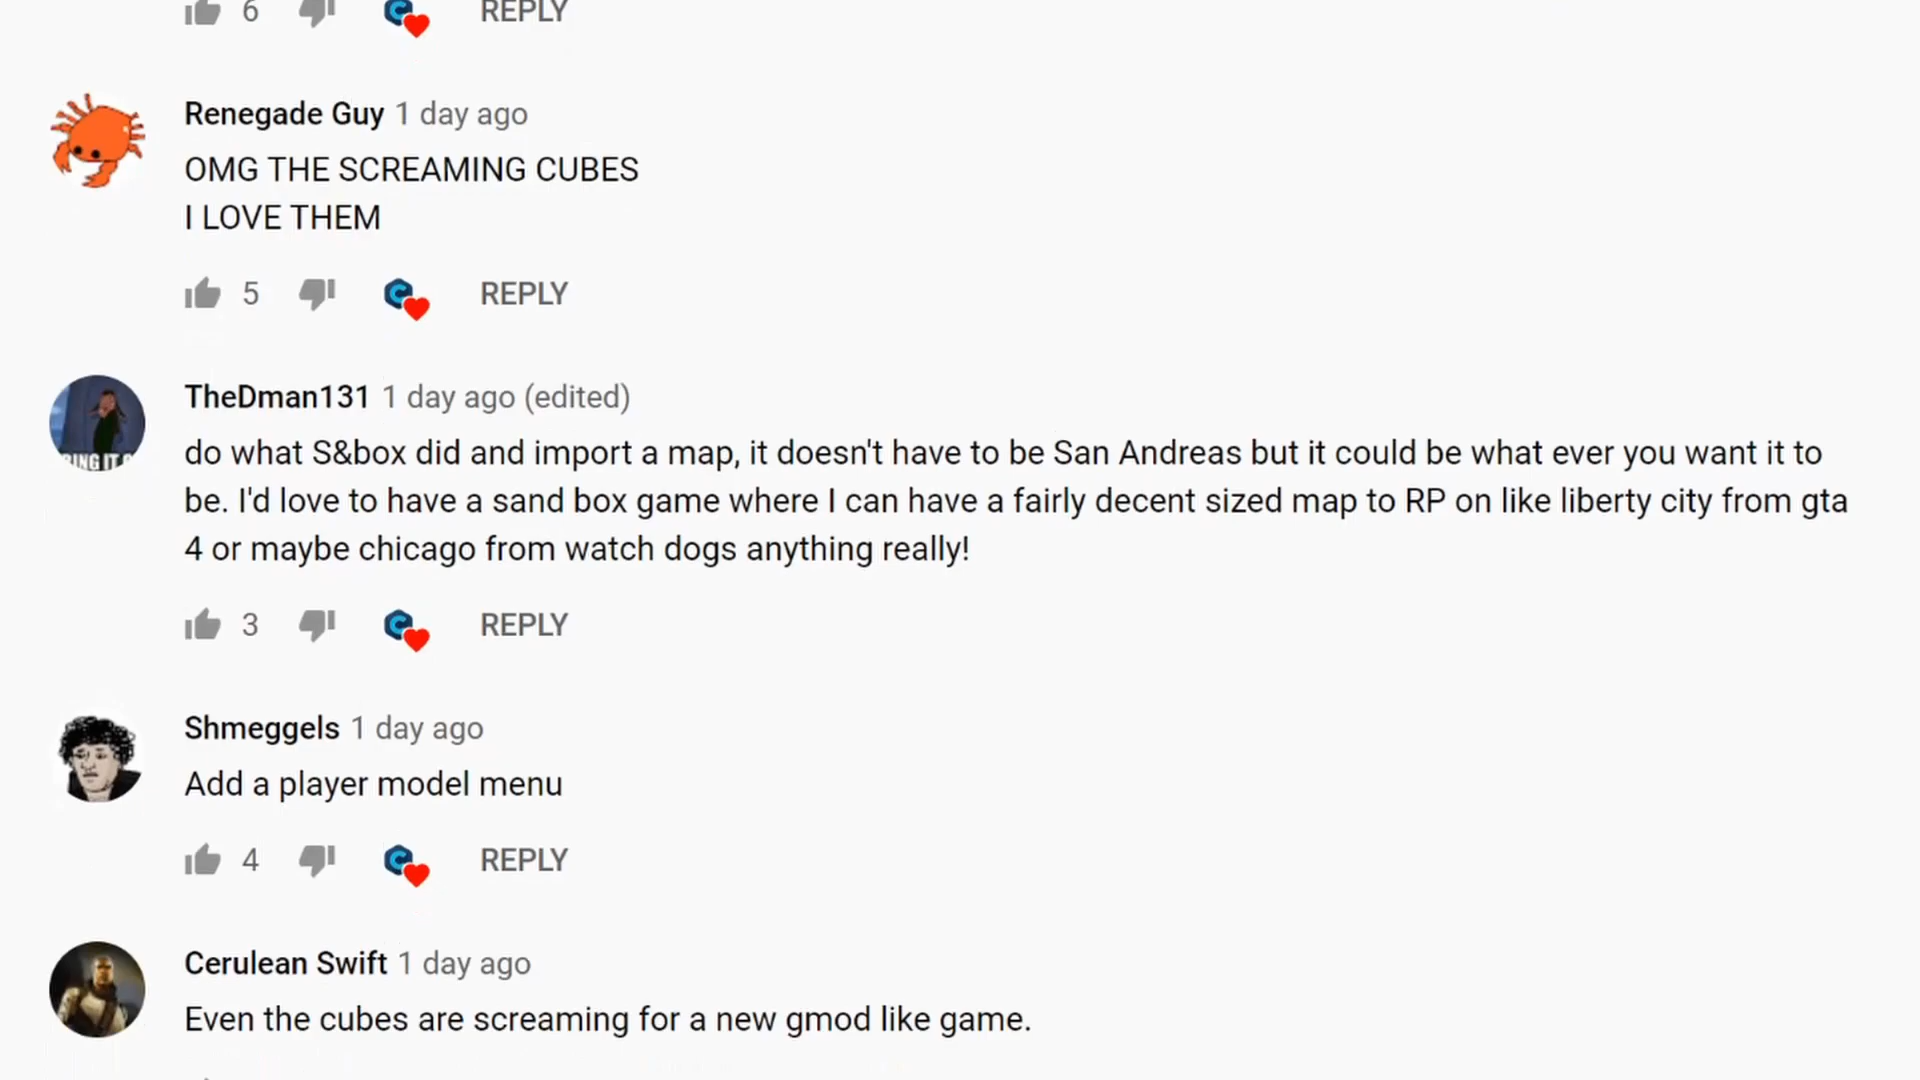 6 REPLY
Renegade Guy 1 day ago
OMG THE SCREAMING CUBES
I LOVE THEM
5 REPLY
TheDman131 1 day ago (edited)
do what S&box did and import a map, it doesn't have to be San Andreas but it could be what ever you want it to
be. I'd love to have a sand box game where I can have a fairly decent sized map to RP on like liberty city from gta
4 or maybe chicago from watch dogs anything really!
3 REPLY
Shmeggels 1 day ago
Add a player model menu
4 REPLY
Cerulean Swift 1 day ago
Even the cubes are screaming for a new gmod like game.